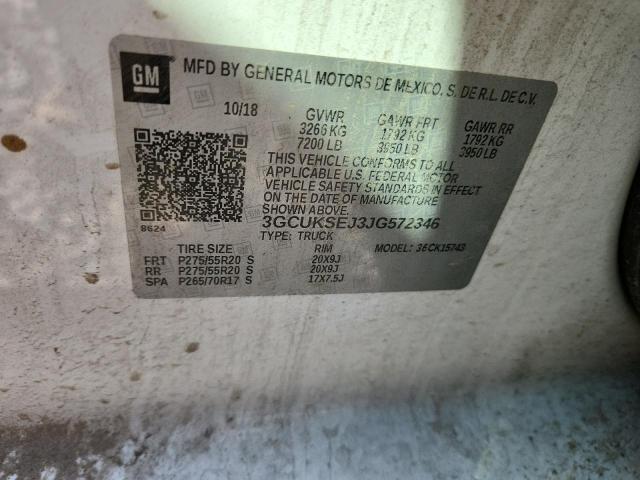 GM MFD BY GENERAL MOTORS DE MEXICO, S. DE R.L. DE C.V.
10/18 GVWR GAWR FRT GAWR RR
3266 KG 1792 KG 1792 KG
7200 LB 3950 LB 3950 LB
THIS VEHICLE CONFORMS TO ALL
APPLICABLE U.S. FEDERAL MOTOR
VEHICLE SAFETY STANDARDS IN EFFECT
ON THE DATE OF MANUFACTURE
SHOWN ABOVE.
3GCUKSEJ3JG572346
8624 TYPE: TRUCK MODEL: 36CK15743
TIRE SIZE RIM
FRT P275/55R20 S 20X9J
RR P275/55R20 S 20X9J
SPA P265/70R17 S 17X7.5J